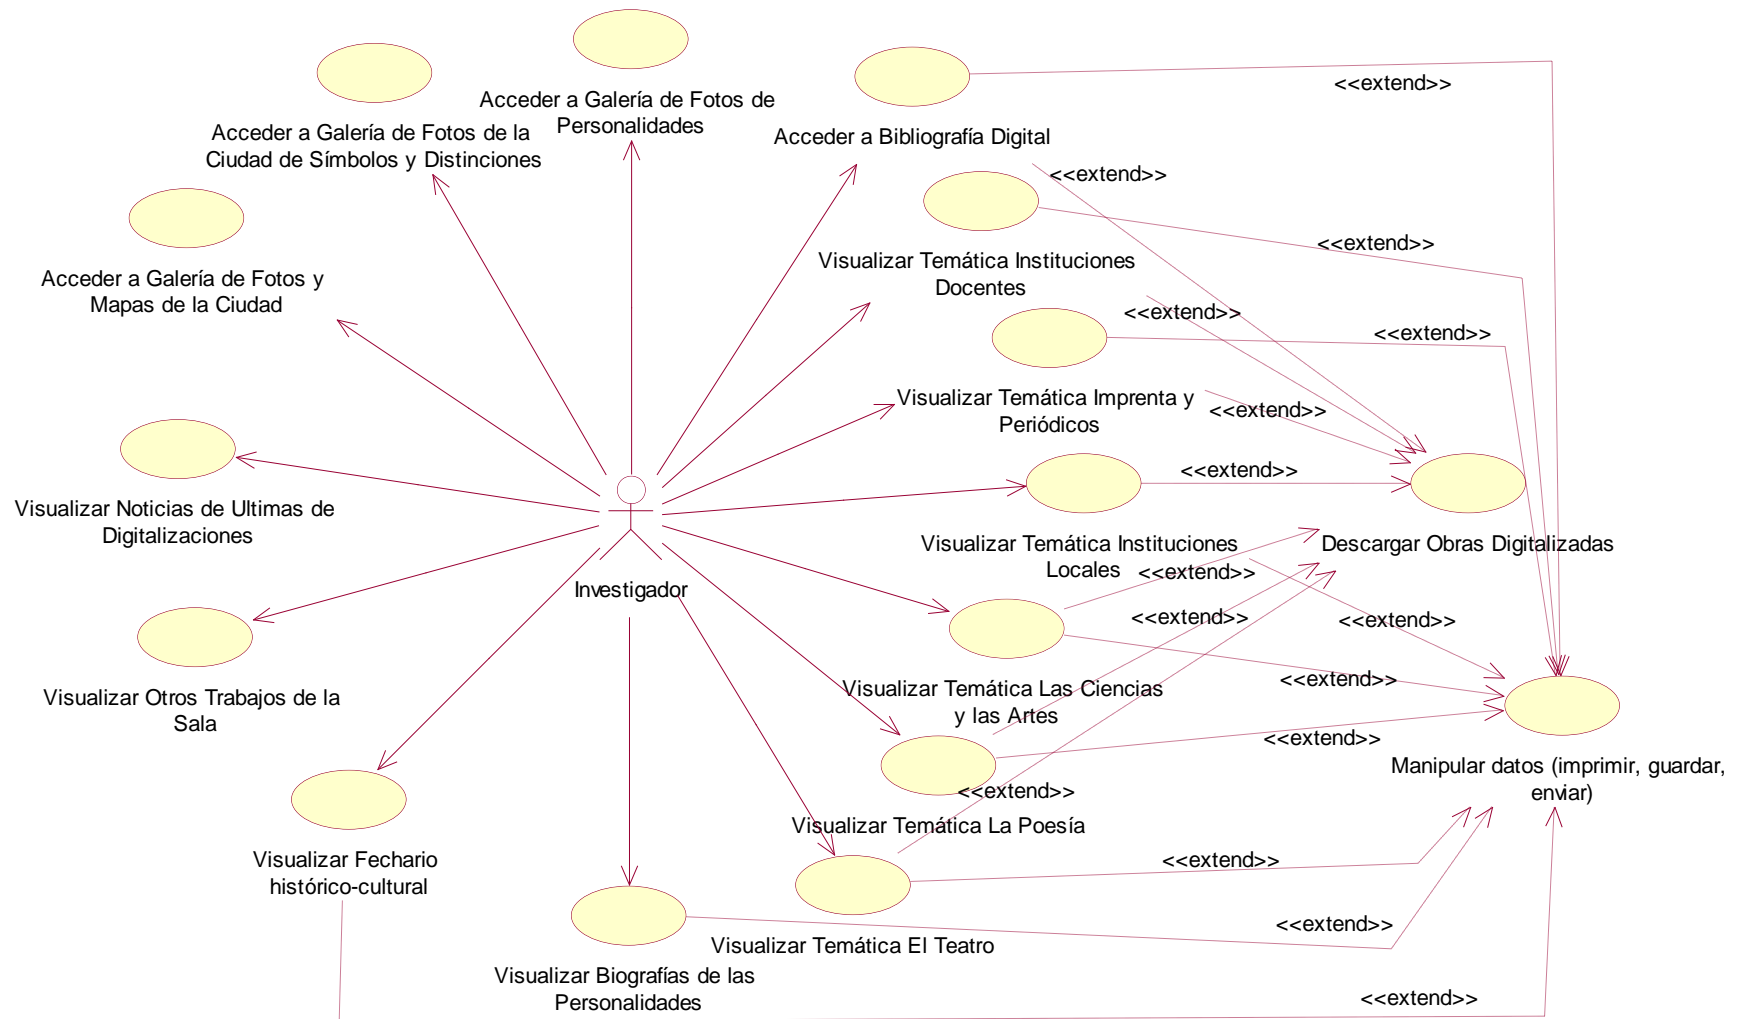 Acceder a Galería de Fotos de
Personalidades
Acceder a Galería de Fotos de la
Ciudad de Símbolos y Distinciones
Acceder a Bibliografía Digital
<<extend>>
<<extend>>
Acceder a Galería de Fotos y
Mapas de la Ciudad
Visualizar Temática Instituciones
Docentes
<<extend>>
<<extend>>
<<extend>>
Visualizar Temática Imprenta y
Periódicos
<<extend>>
<<extend>>
Visualizar Noticias de Ultimas de
Digitalizaciones
Visualizar Temática Instituciones
Locales
Descargar Obras Digitalizadas
<<extend>>
Investigador
<<extend>>
<<extend>>
Visualizar Otros Trabajos de la
Sala
Visualizar Temática Las Ciencias
y las Artes
<<extend>>
<<extend>>
Manipular datos (imprimir, guardar,
enviar)
<<extend>>
Visualizar Temática La Poesía
Visualizar Fechario
histórico-cultural
<<extend>>
<<extend>>
Visualizar Temática El Teatro
Visualizar Biografías de las
Personalidades
<<extend>>